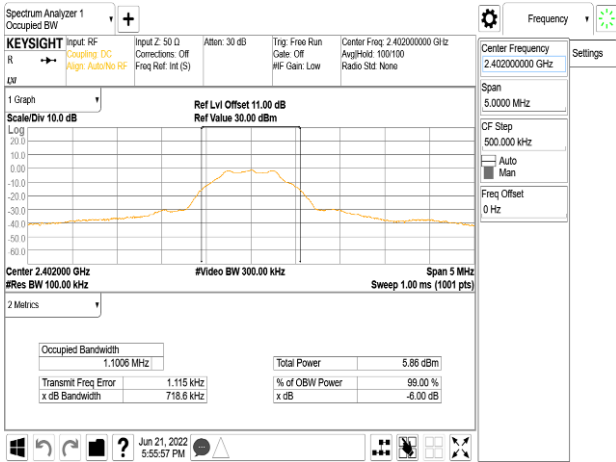 Spectrum Analyzer 1
Occupied BW
Frequency
KEYSIGHT
R
Input: RF
Coupling: DC
Align: Auto/No RF
Input Z: 50 Ω
Corrections: Off
Freq Ref: Int (S)
Atten: 30 dB
Trig: Free Run
Gate: Off
#IF Gain: Low
Center Freq: 2.402000000 GHz
Avg|Hold: 100/100
Radio Std: None
LXI
Center Frequency
2.402000000 GHz
Settings
Span
5.0000 MHz
CF Step
500.000 kHz
Auto
Man
Freq Offset
0 Hz
1 Graph
Scale/Div 10.0 dB
Ref Lvl Offset 11.00 dB
Ref Value 30.00 dBm
Log
20.0
10.0
0.00
-10.0
-20.0
-30.0
-40.0
-50.0
-60.0
Center 2.402000 GHz
#Res BW 100.00 kHz
#Video BW 300.00 kHz
Span 5 MHz
Sweep 1.00 ms (1001 pts)
2 Metrics
Occupied Bandwidth
1.1006 MHz
Total Power 5.86 dBm
Transmit Freq Error 1.115 kHz
% of OBW Power 99.00 %
x dB Bandwidth 718.6 kHz
x dB -6.00 dB
?
Jun 21, 2022
5:55:57 PM